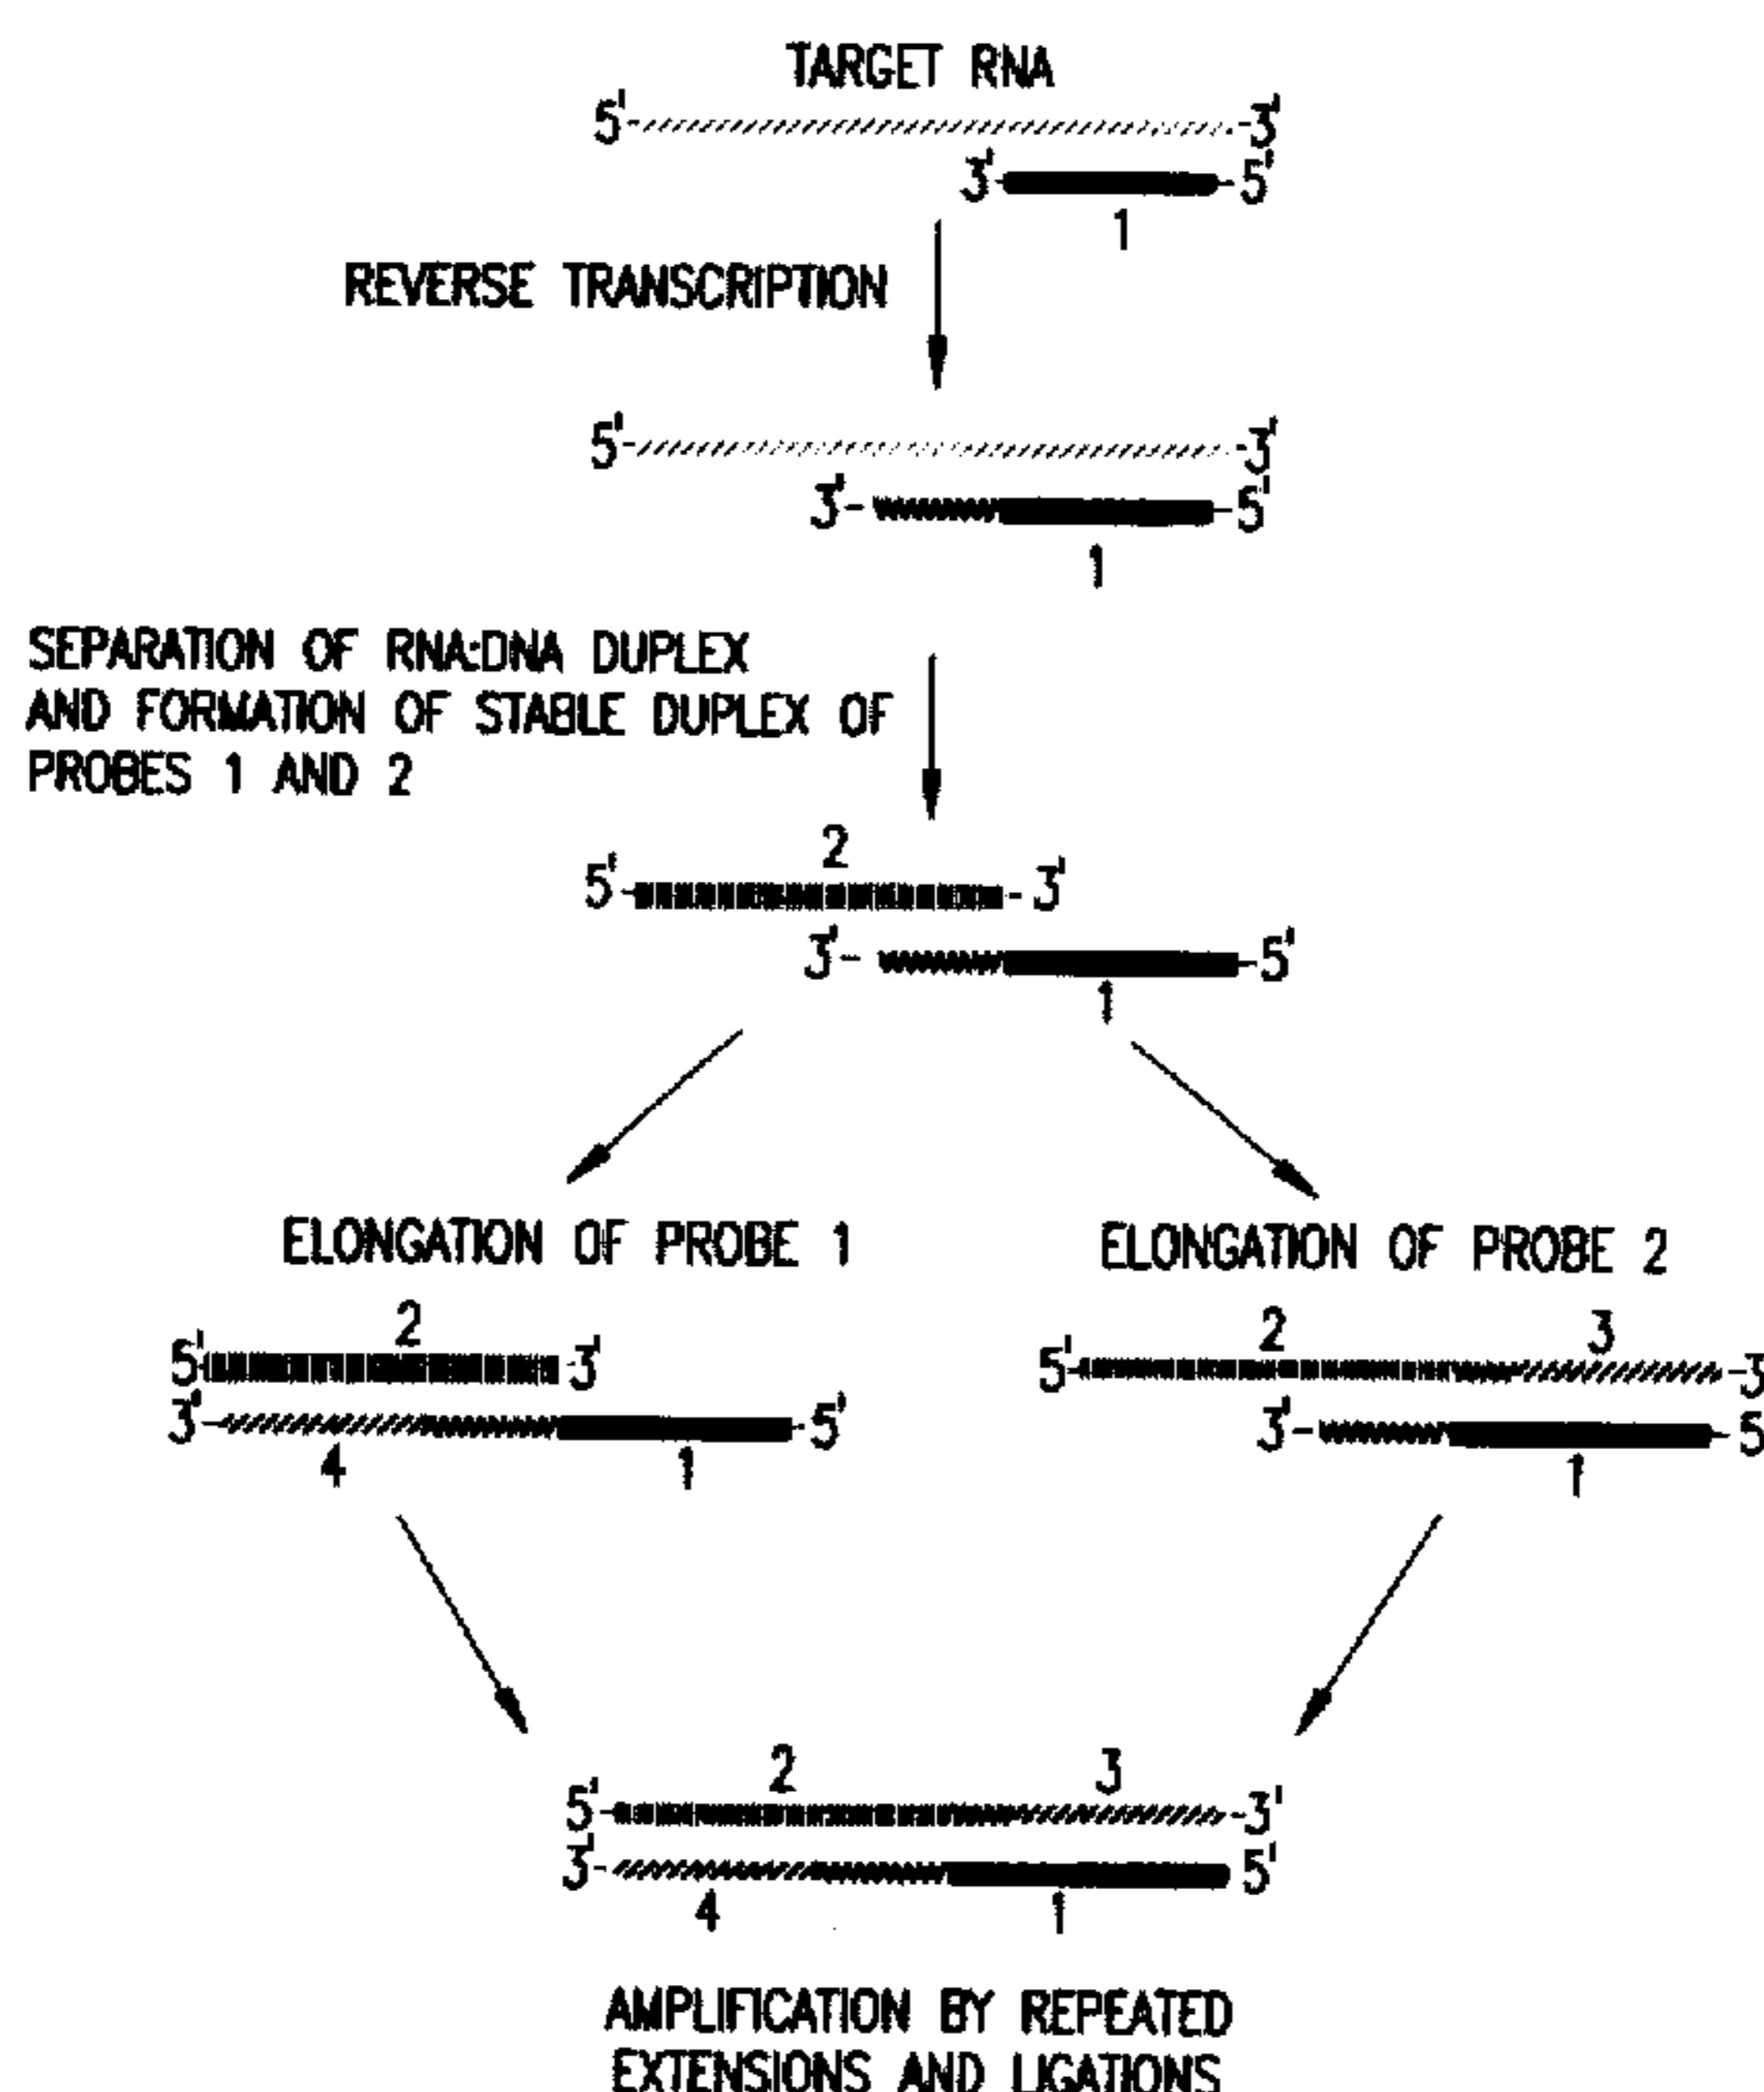 TARGET RNA
5' 3'
3' 5'
1
REVERSE TRANSCRIPTION
5' 3'
3' 5'
1
SEPARATION OF RNA:DNA DUPLEX
AND FORMATION OF STABLE DUPLEX OF
PROBES 1 AND 2
2
5' 3'
3' 5'
1
ELONGATION OF PROBE 1
2
5' 3'
3' 5'
4 1
ELONGATION OF PROBE 2
2 3
5' 3
3' 5
1
2 3
5' 3'
3' 5'
4 1
AMPLIFICATION BY REPEATED
EXTENSIONS AND LIGATIONS